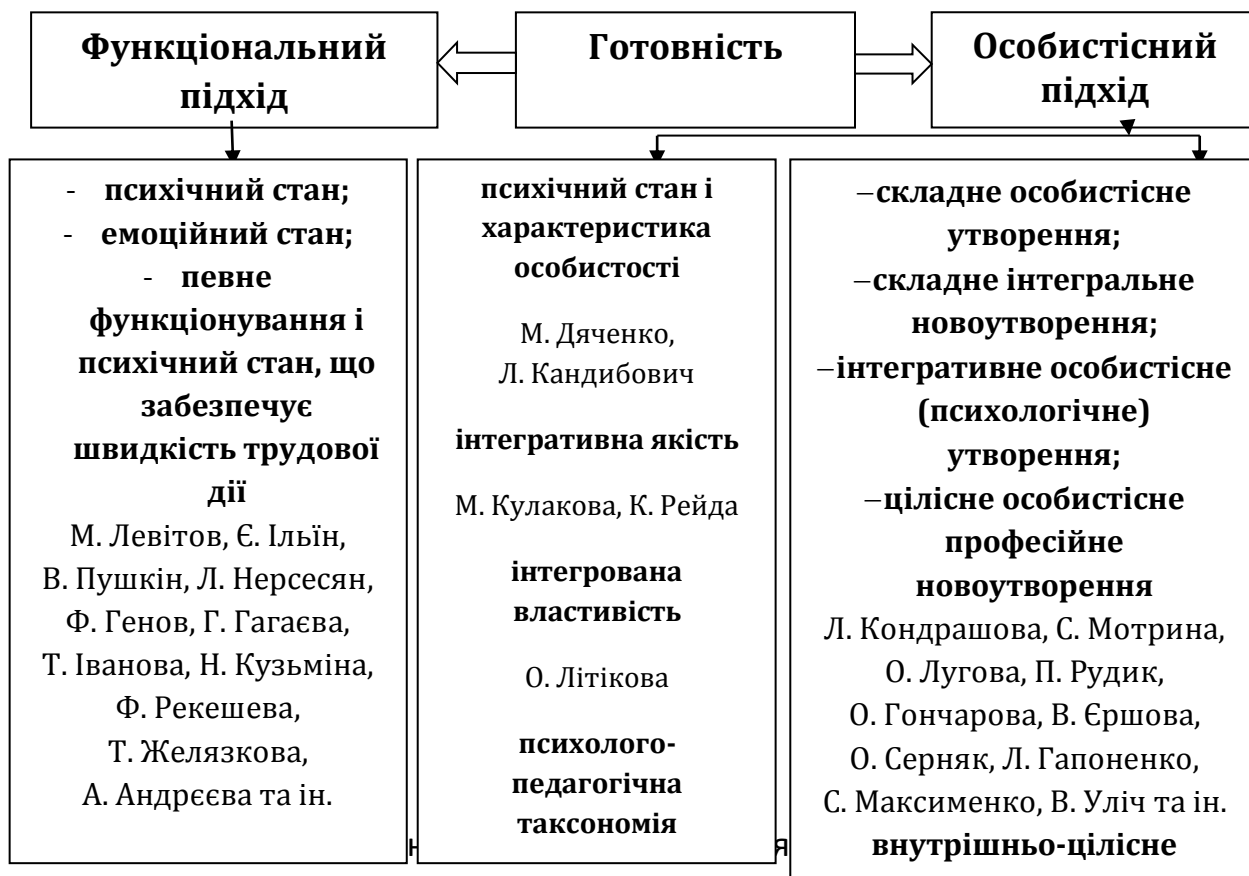 Функціональний
підхід
Готовність
Особистісний
підхід
- психічний стан;
- емоційний стан;
- певне
функціонування і
психічний стан, що
забезпечує
швидкість трудової
дії
М. Левітов, Є. Ільїн,
В. Пушкін, Л. Нерсесян,
Ф. Генов, Г. Гагаєва,
Т. Іванова, Н. Кузьміна,
Ф. Рекешева,
Т. Желязкова,
А. Андрєєва та ін.
психічний стан і
характеристика
особистості
М. Дяченко,
Л. Кандибович
інтегративна якість
М. Кулакова, К. Рейда
інтегрована
властивість
О. Літікова
психолого-
педагогічна
таксономія
–складне особистісне
утворення;
–складне інтегральне
новоутворення;
–інтегративне особистісне
(психологічне)
утворення;
–цілісне особистісне
професійне
новоутворення
Л. Кондрашова, С. Мотрина,
О. Лугова, П. Рудик,
О. Гончарова, В. Єршова,
О. Серняк, Л. Гапоненко,
С. Максименко, В. Уліч та ін.
внутрішньо-цілісне